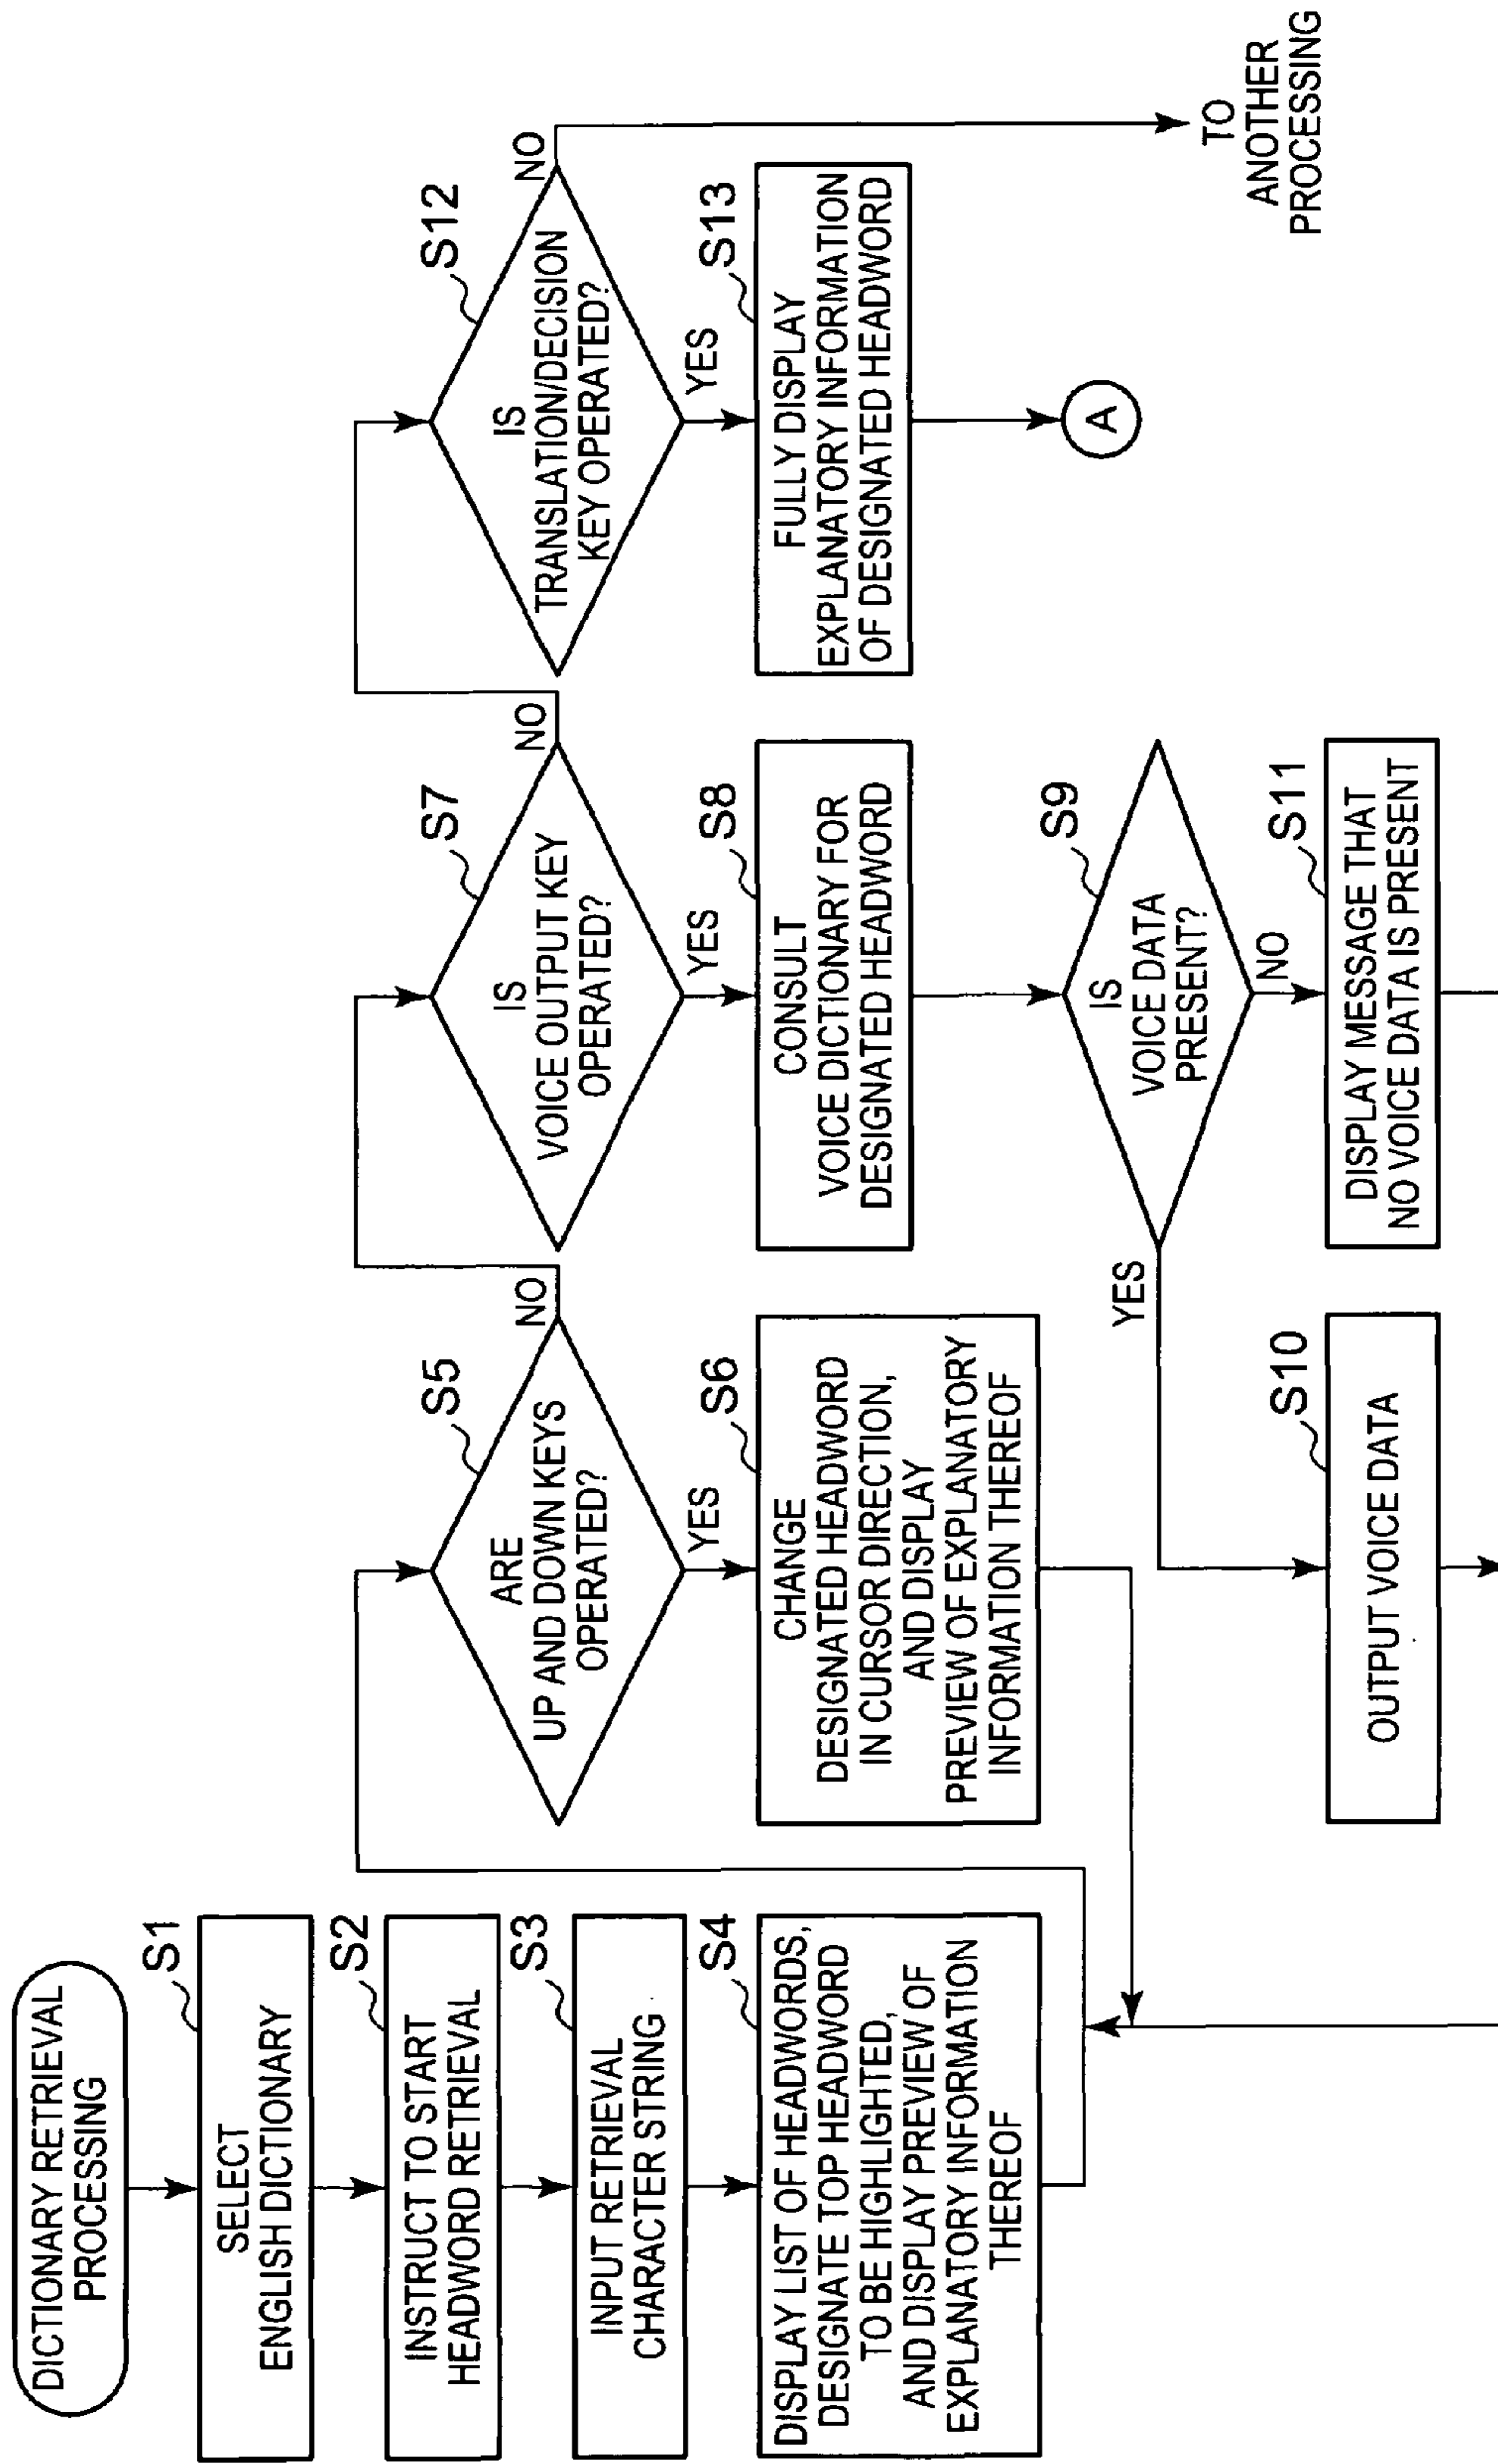 DICTIONARY RETRIEVAL
PROCESSING
S1
SELECT
ENGLISH DICTIONARY
S2
INSTRUCT TO START
HEADWORD RETRIEVAL
S3
INPUT RETRIEVAL
CHARACTER STRING
S4
DISPLAY LIST OF HEADWORDS,
DESIGNATE TOP HEADWORD
TO BE HIGHLIGHTED,
AND DISPLAY PREVIEW OF
EXPLANATORY INFORMATION
THEREOF
S5
ARE
UP AND DOWN KEYS
OPERATED?
NO
YES
S6
CHANGE
DESIGNATED HEADWORD
IN CURSOR DIRECTION,
AND DISPLAY
PREVIEW OF EXPLANATORY
INFORMATION THEREOF
S7
IS
VOICE OUTPUT KEY
OPERATED?
NO
YES
S8
CONSULT
VOICE DICTIONARY FOR
DESIGNATED HEADWORD
S9
IS
VOICE DATA
PRESENT?
YES
NO
S10
OUTPUT VOICE DATA
S11
DISPLAY MESSAGE THAT
NO VOICE DATA IS PRESENT
S12
IS
TRANSLATION/DECISION
KEY OPERATED?
NO
YES
S13
FULLY DISPLAY
EXPLANATORY INFORMATION
OF DESIGNATED HEADWORD
A
TO
ANOTHER
PROCESSING